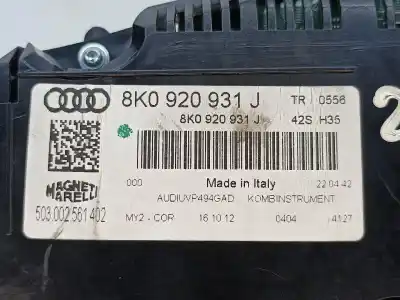 8K0 920 931 J TR 0556
8K0 920 931 J 42S H35
000 Made in Italy 22:04:42
MAGNETI
MARELLI
AUDIUVP494GAD KOMBIINSTRUMENT
503.002.561.402
MY2 - COR 16.10.12 0404 4127
2